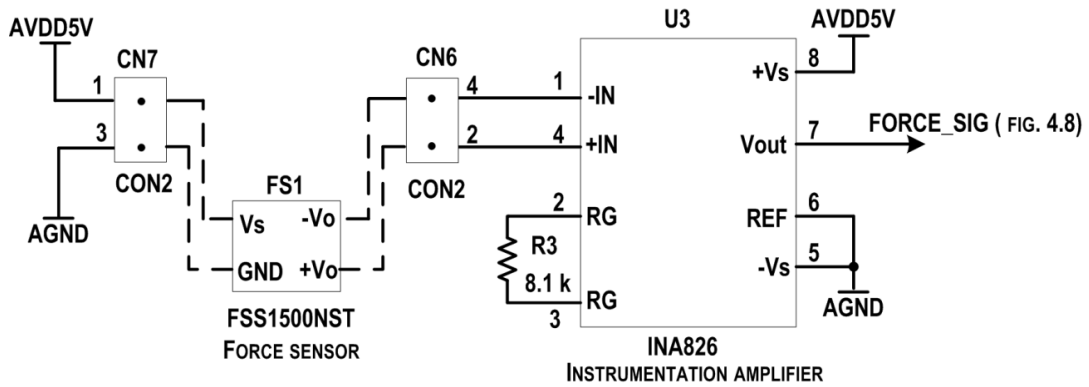 AVDD5V
CN7
1
3
CON2
AGND
FS1
Vs
-Vo
GND
+Vo
FSS1500NST
FORCE SENSOR
CN6
4
2
CON2
U3
1
-IN
4
+IN
2
RG
R3
8.1 k
RG
3
+Vs
8
AVDD5V
Vout
7
FORCE_SIG ( FIG. 4.8)
REF
6
-Vs
5
AGND
INA826
INSTRUMENTATION AMPLIFIER